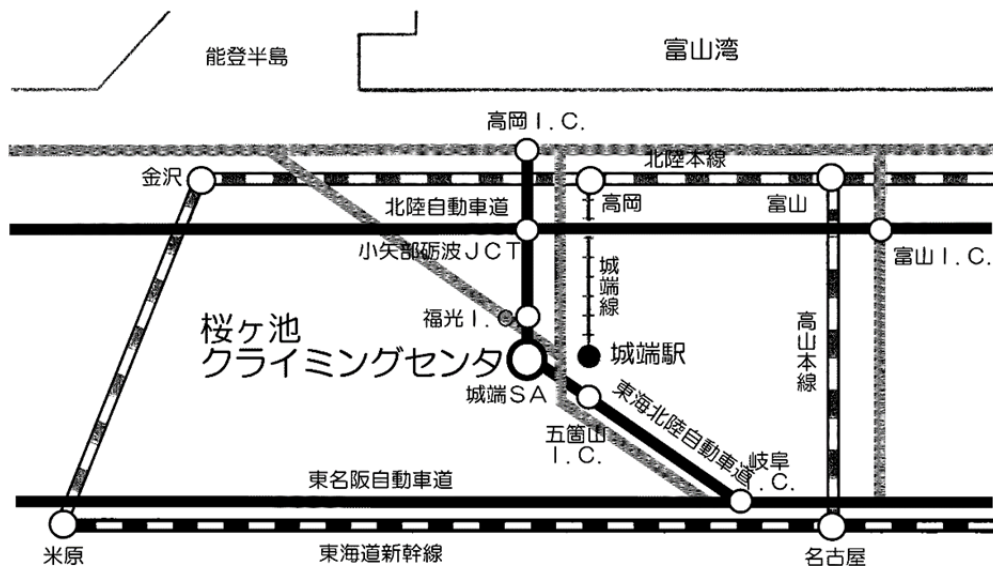 能登半島
富山湾
高岡I.C.
金沢
北陸本線
北陸自動車道
高岡
富山
小矢部砺波JCT
富山I.C.
城端線
福光I.C
高山本線
桜ヶ池
クライミングセンタ
城端駅
城端SA
東海北陸自動車道
五箇山
I.C.
岐阜
I.C.
東名阪自動車道
米原
東海道新幹線
名古屋